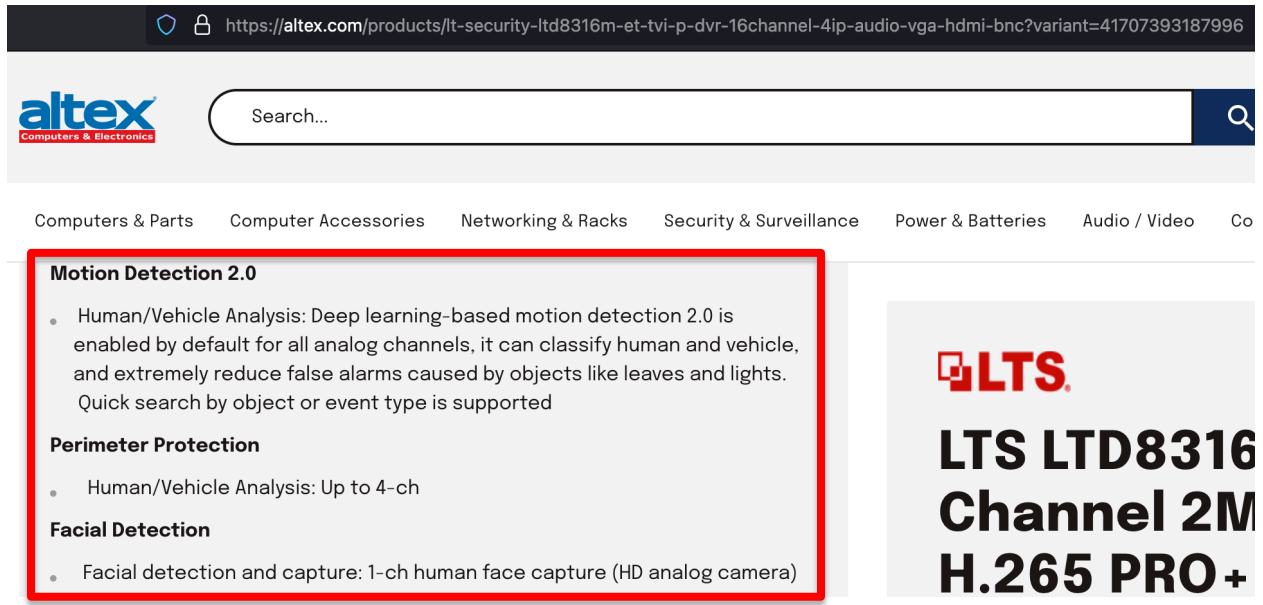 https://altex.com/products/lt-security-ltd8316m-et-tvi-p-dvr-16channel-4ip-audio-vga-hdmi-bnc?variant=41707393187996
altex
Computers & Electronics
Search...
Computers & Parts
Computer Accessories
Networking & Racks
Security & Surveillance
Power & Batteries
Audio / Video
Co
Motion Detection 2.0
Human/Vehicle Analysis: Deep learning-based motion detection 2.0 is
enabled by default for all analog channels, it can classify human and vehicle,
and extremely reduce false alarms caused by objects like leaves and lights.
Quick search by object or event type is supported
Perimeter Protection
Human/Vehicle Analysis: Up to 4-ch
Facial Detection
Facial detection and capture: 1-ch human face capture (HD analog camera)
LTS
LTS LTD8316
Channel 2M
H.265 PRO+